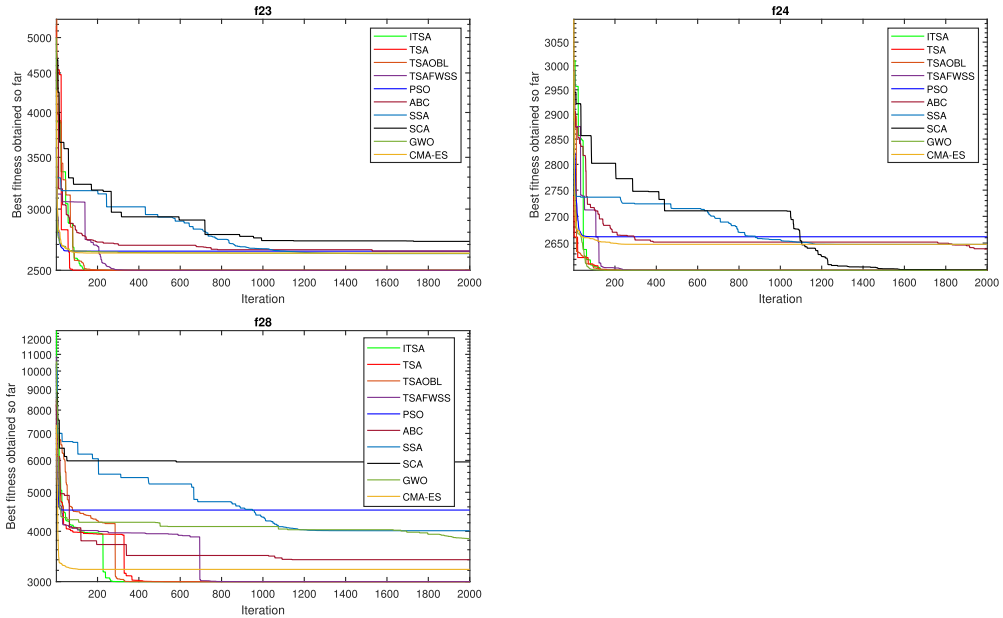 f23
Best fitness obtained so far
5000
4500
4000
3500
3000
2500
200 400 600 800 1000 1200 1400 1600 1800 2000
Iteration
ITSA
TSA
TSAOBL
TSAFWSS
PSO
ABC
SSA
SCA
GWO
CMA-ES
f24
Best fitness obtained so far
3050
3000
2950
2900
2850
2800
2750
2700
2650
200 400 600 800 1000 1200 1400 1600 1800 2000
Iteration
ITSA
TSA
TSAOBL
TSAFWSS
PSO
ABC
SSA
SCA
GWO
CMA-ES
f28
Best fitness obtained so far
12000
11000
10000
9000
8000
7000
6000
5000
4000
3000
200 400 600 800 1000 1200 1400 1600 1800 2000
Iteration
ITSA
TSA
TSAOBL
TSAFWSS
PSO
ABC
SSA
SCA
GWO
CMA-ES